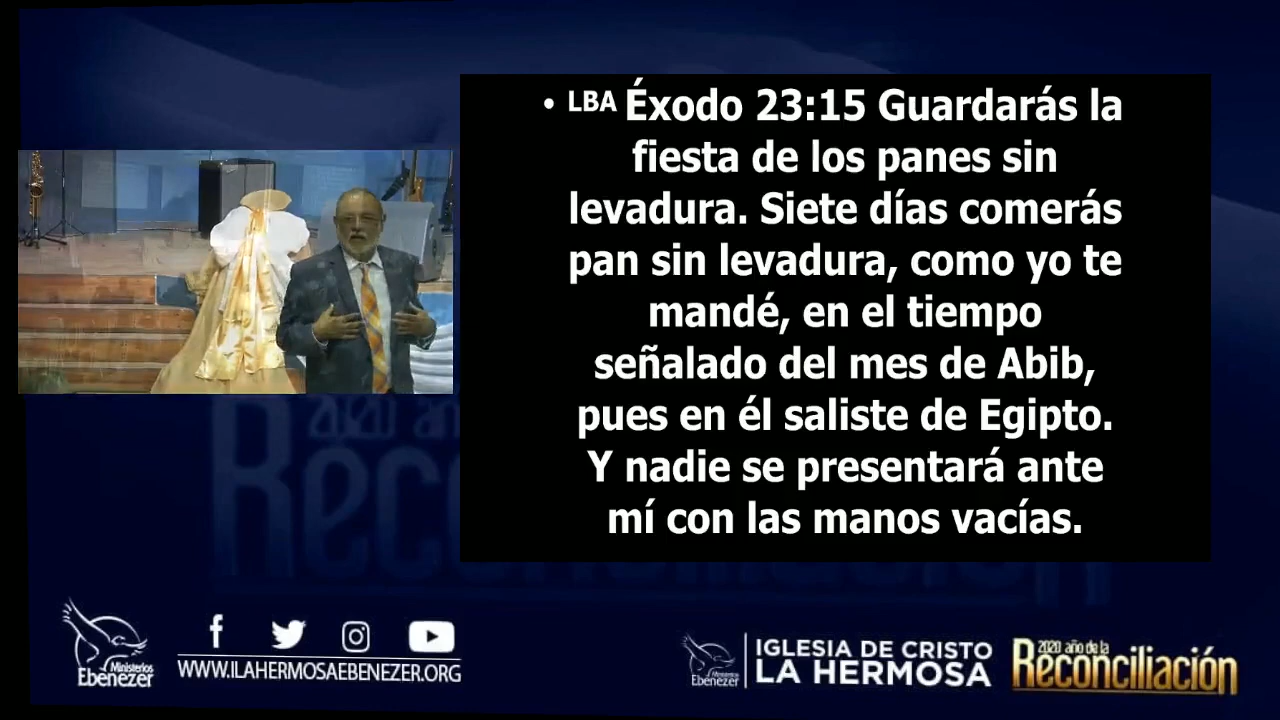 • LBA Éxodo 23:15 Guardarás la
fiesta de los panes sin
levadura. Siete días comerás
pan sin levadura, como yo te
mandé, en el tiempo
señalado del mes de Abib,
pues en él saliste de Egipto.
Y nadie se presentará ante
mí con las manos vacías.
2020 año
Reconciliación
Ministerios
Ebenezer
WWW.ILAHERMOSAEBENEZER.ORG
Ministerios
Ebenezer
IGLESIA DE CRISTO
LA HERMOSA
2020 año de la
Reconciliación